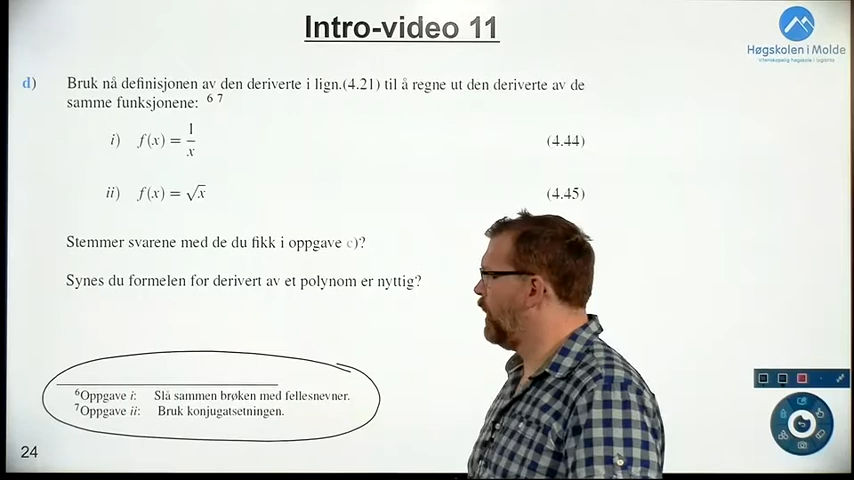 Intro-video 11
Høgskolen i Molde
Vitenskapelig høgskole i logistikk
d) Bruk nå definisjonen av den deriverte i lign.(4.21) til å regne ut den deriverte av de
samme funksjonene: 6 7
i) f(x) = 1/x (4.44)
ii) f(x) = √x (4.45)
Stemmer svarene med de du fikk i oppgave c)?
Synes du formelen for derivert av et polynom er nyttig?
6Oppgave i: Slå sammen brøken med fellesnevner.
7Oppgave ii: Bruk konjugatsetningen.
24